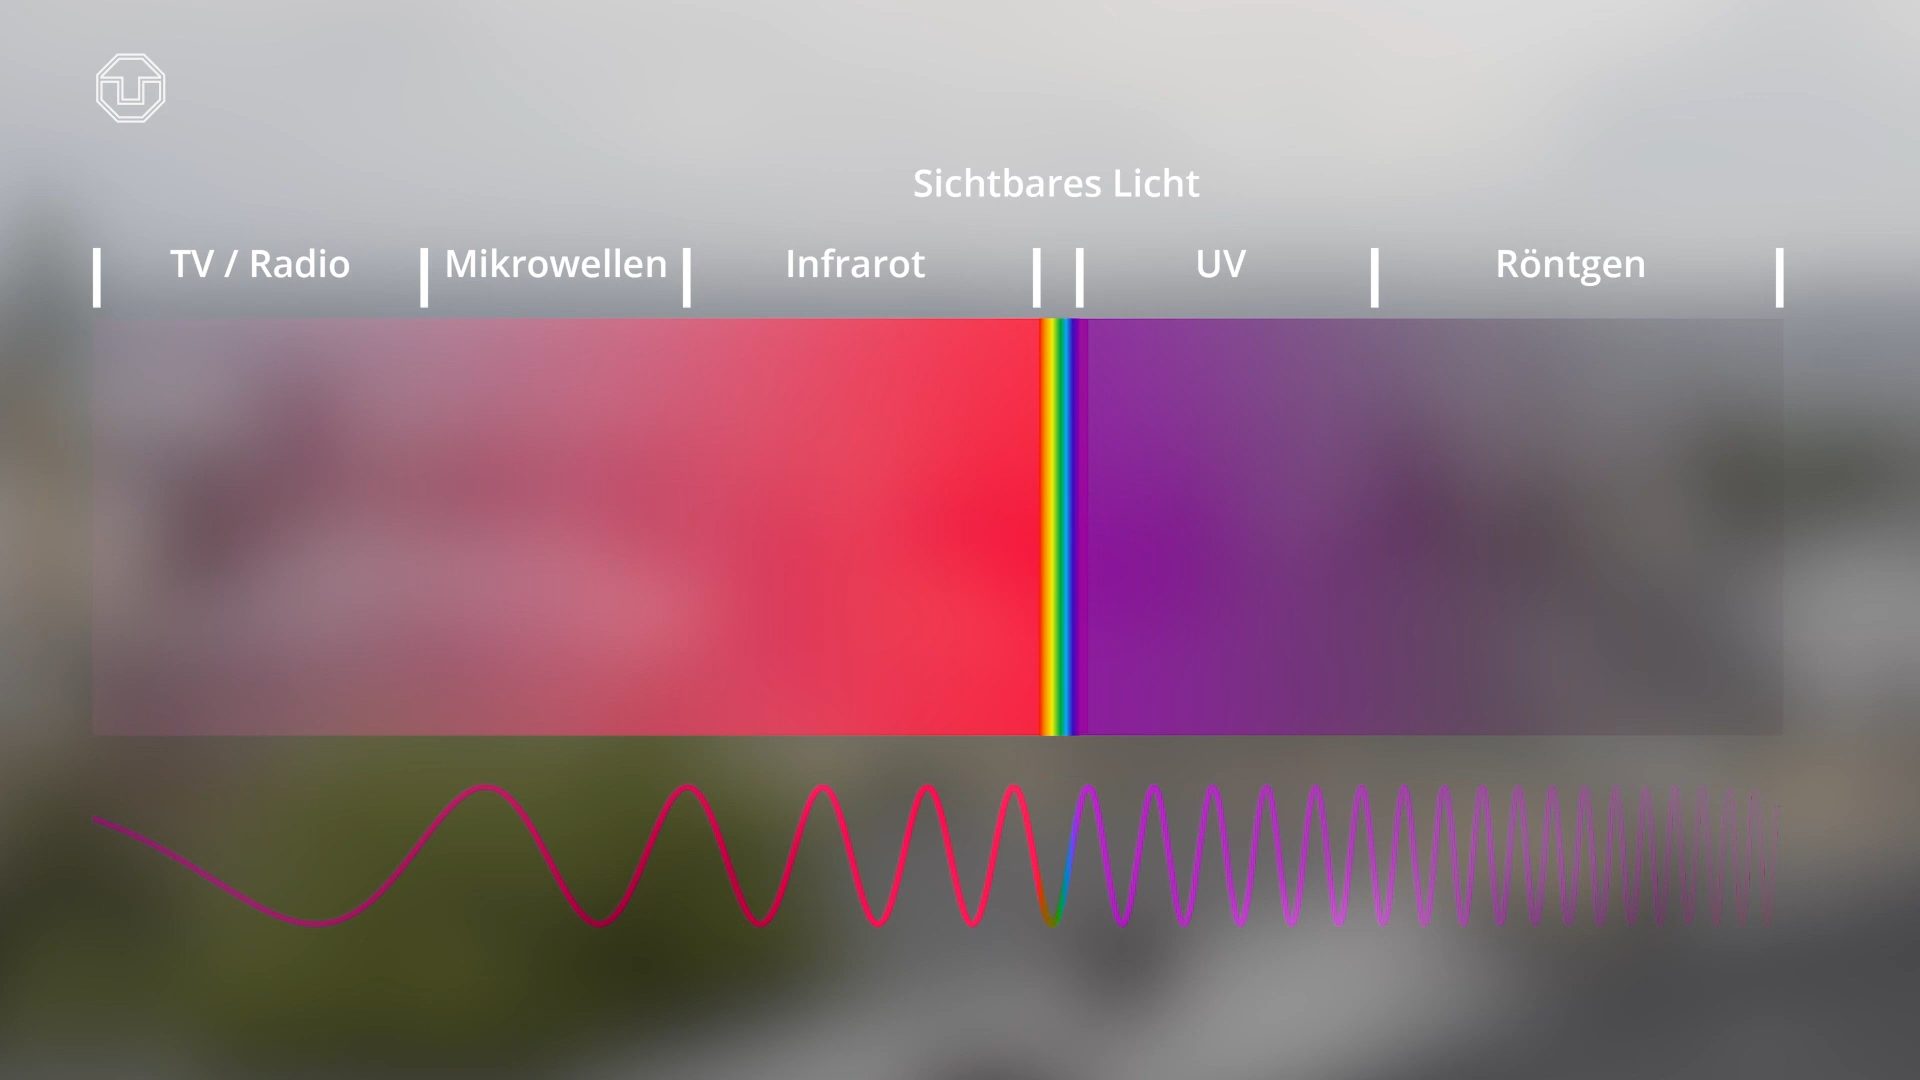 Sichtbares Licht
TV / Radio
Mikrowellen
Infrarot
UV
Röntgen